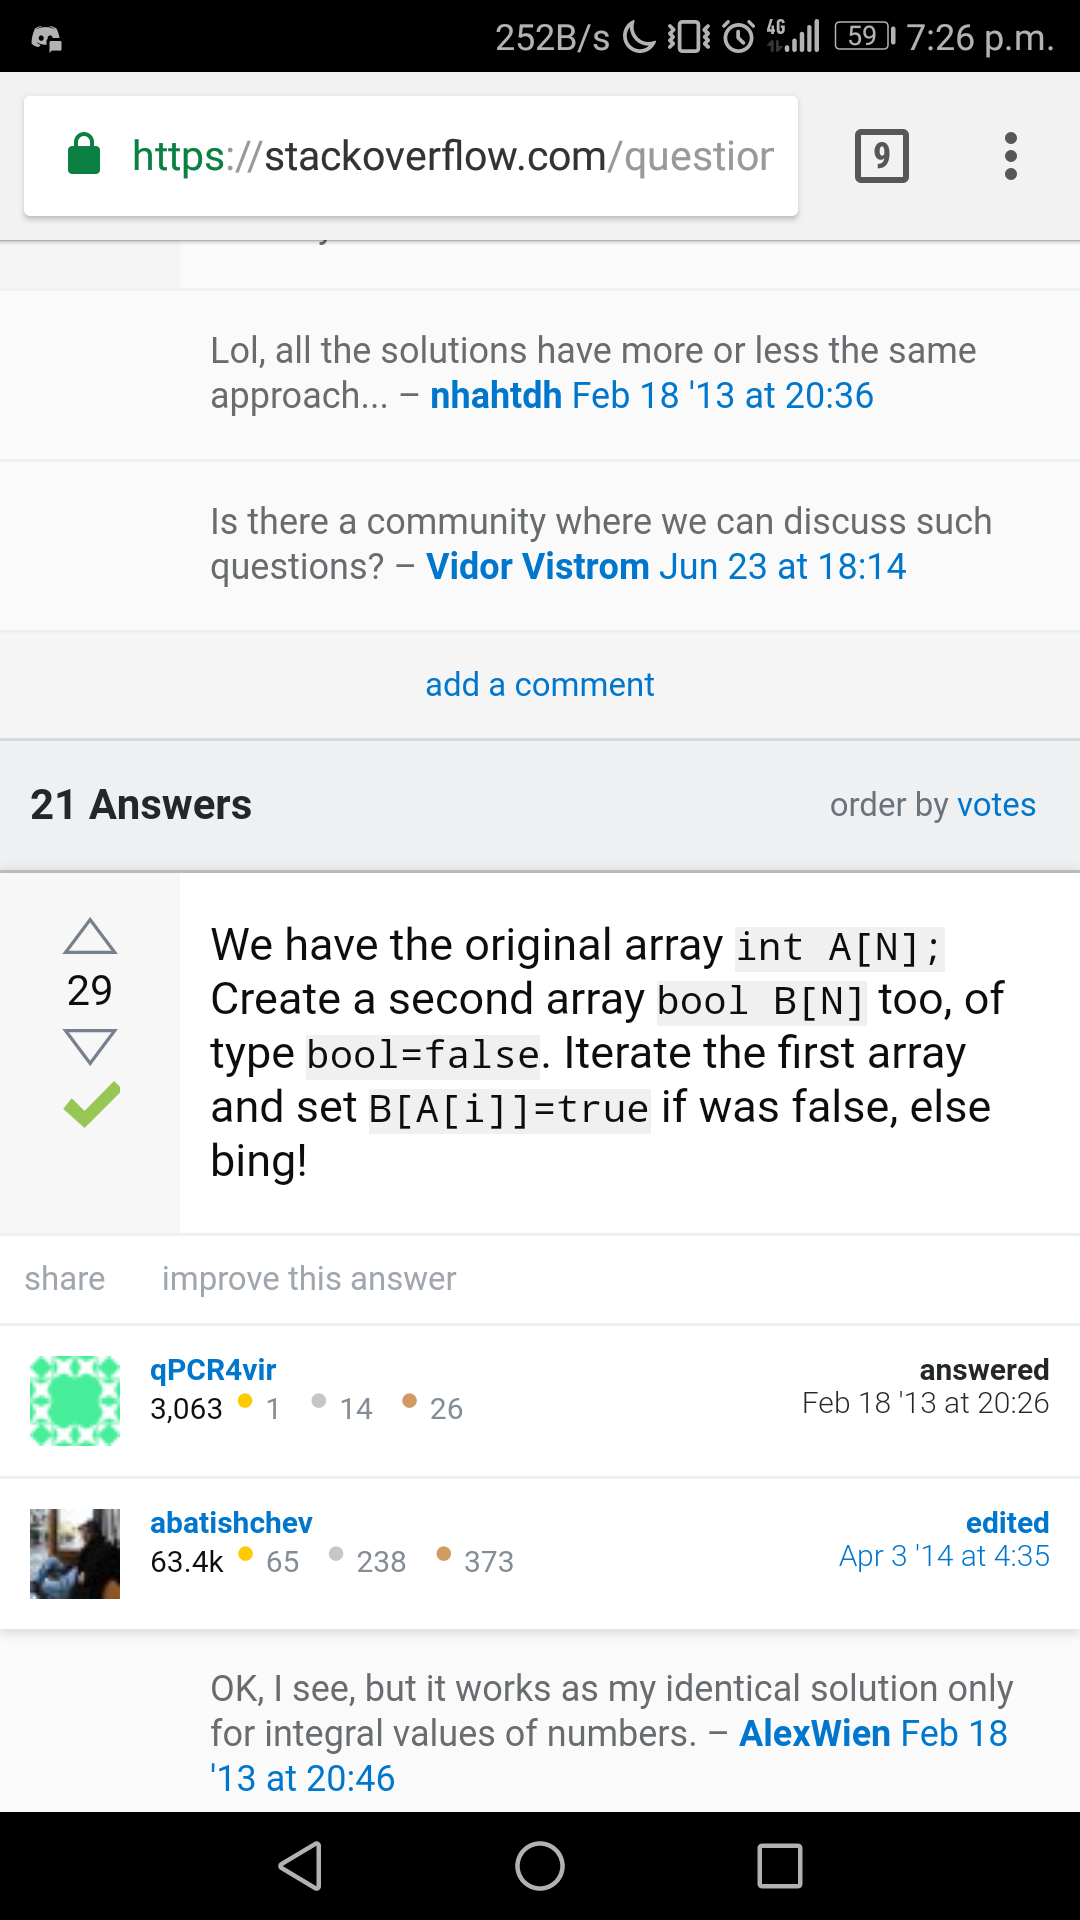 252B/s 4G 59 7:26 p.m.
https://stackoverflow.com/question 9
Lol, all the solutions have more or less the same
approach... – nhahtdh Feb 18 '13 at 20:36
Is there a community where we can discuss such
questions? – Vidor Vistrom Jun 23 at 18:14
add a comment
21 Answers order by votes
We have the original array int A[N];
29
Create a second array bool B[N] too, of
type bool=false. Iterate the first array
and set B[A[i]]=true if was false, else
bing!
share improve this answer
qPCR4vir answered
3,063 1 14 26 Feb 18 '13 at 20:26
abatishchev edited
63.4k 65 238 373 Apr 3 '14 at 4:35
OK, I see, but it works as my identical solution only
for integral values of numbers. – AlexWien Feb 18
'13 at 20:46